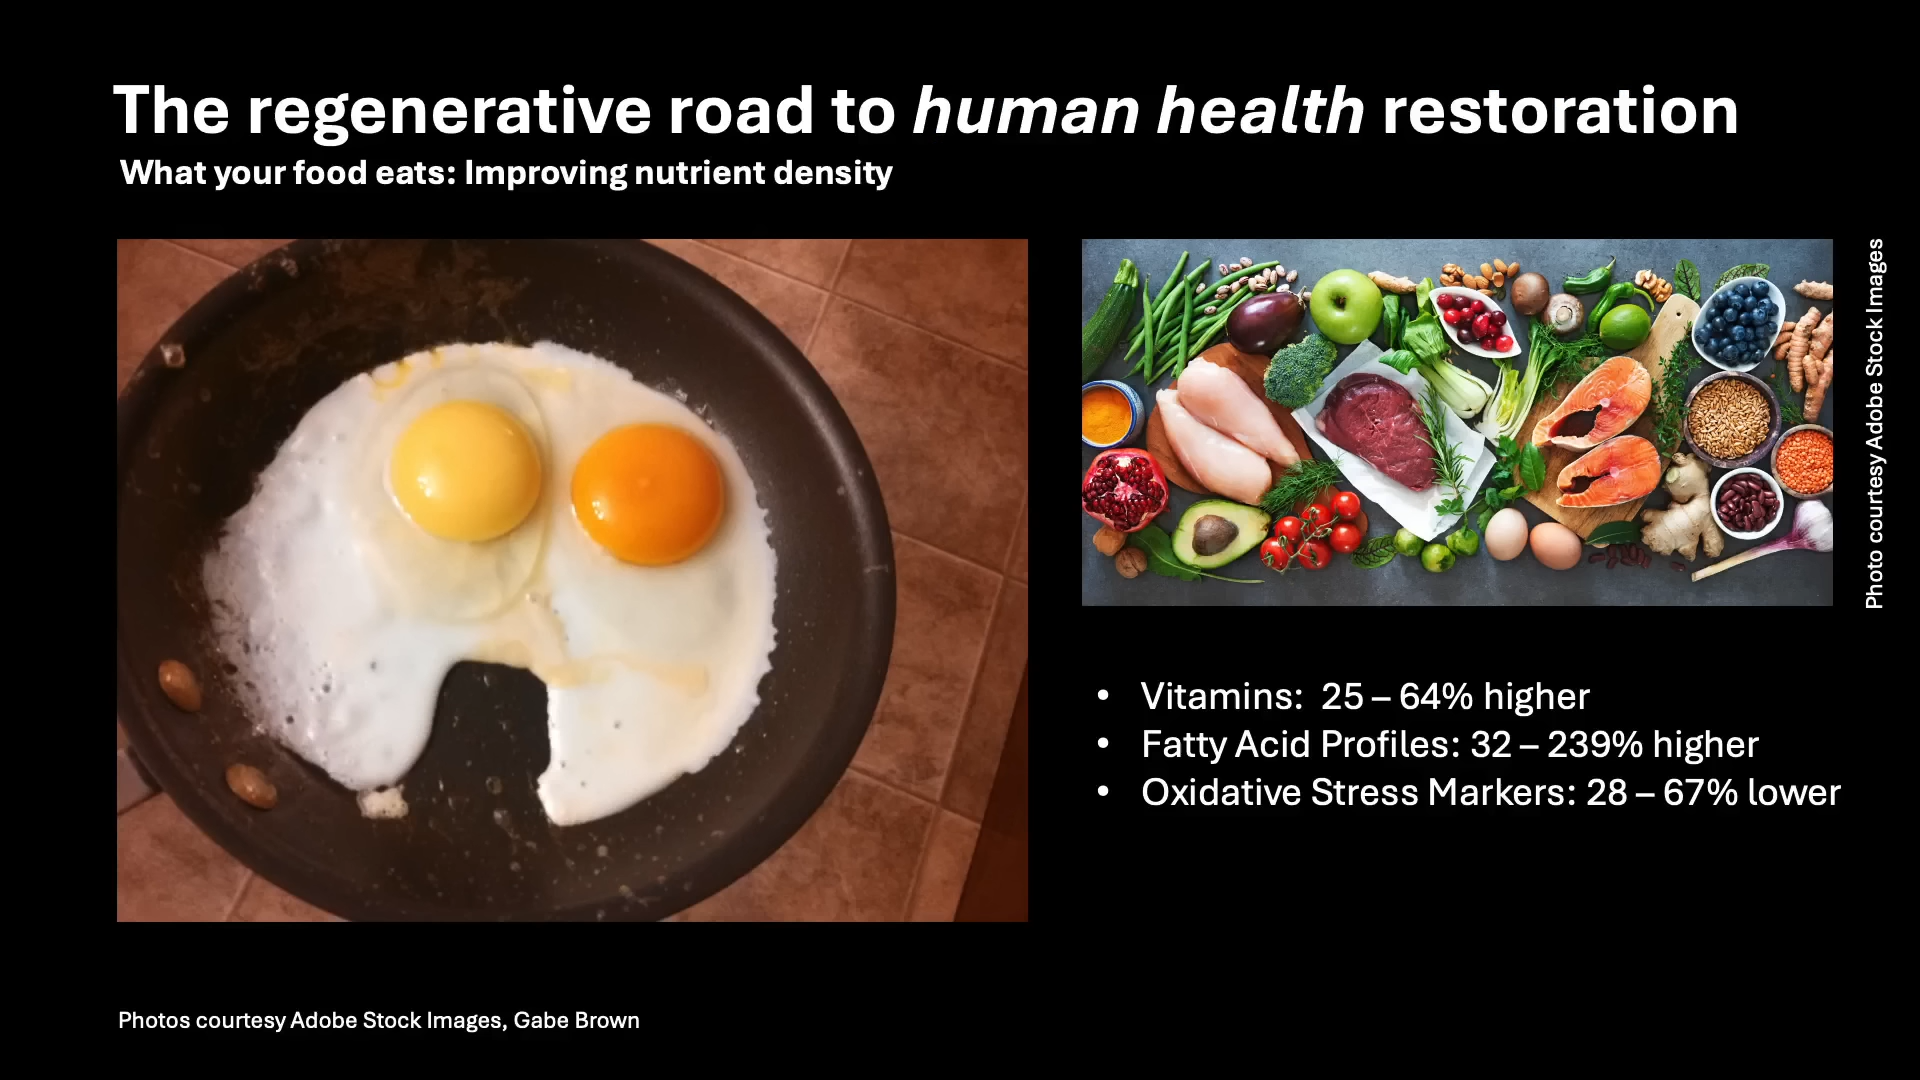 The regenerative road to human health restoration
What your food eats: Improving nutrient density
Photo courtesy Adobe Stock Images
• Vitamins:  25 – 64% higher
• Fatty Acid Profiles: 32 – 239% higher
• Oxidative Stress Markers: 28 – 67% lower
Photos courtesy Adobe Stock Images, Gabe Brown